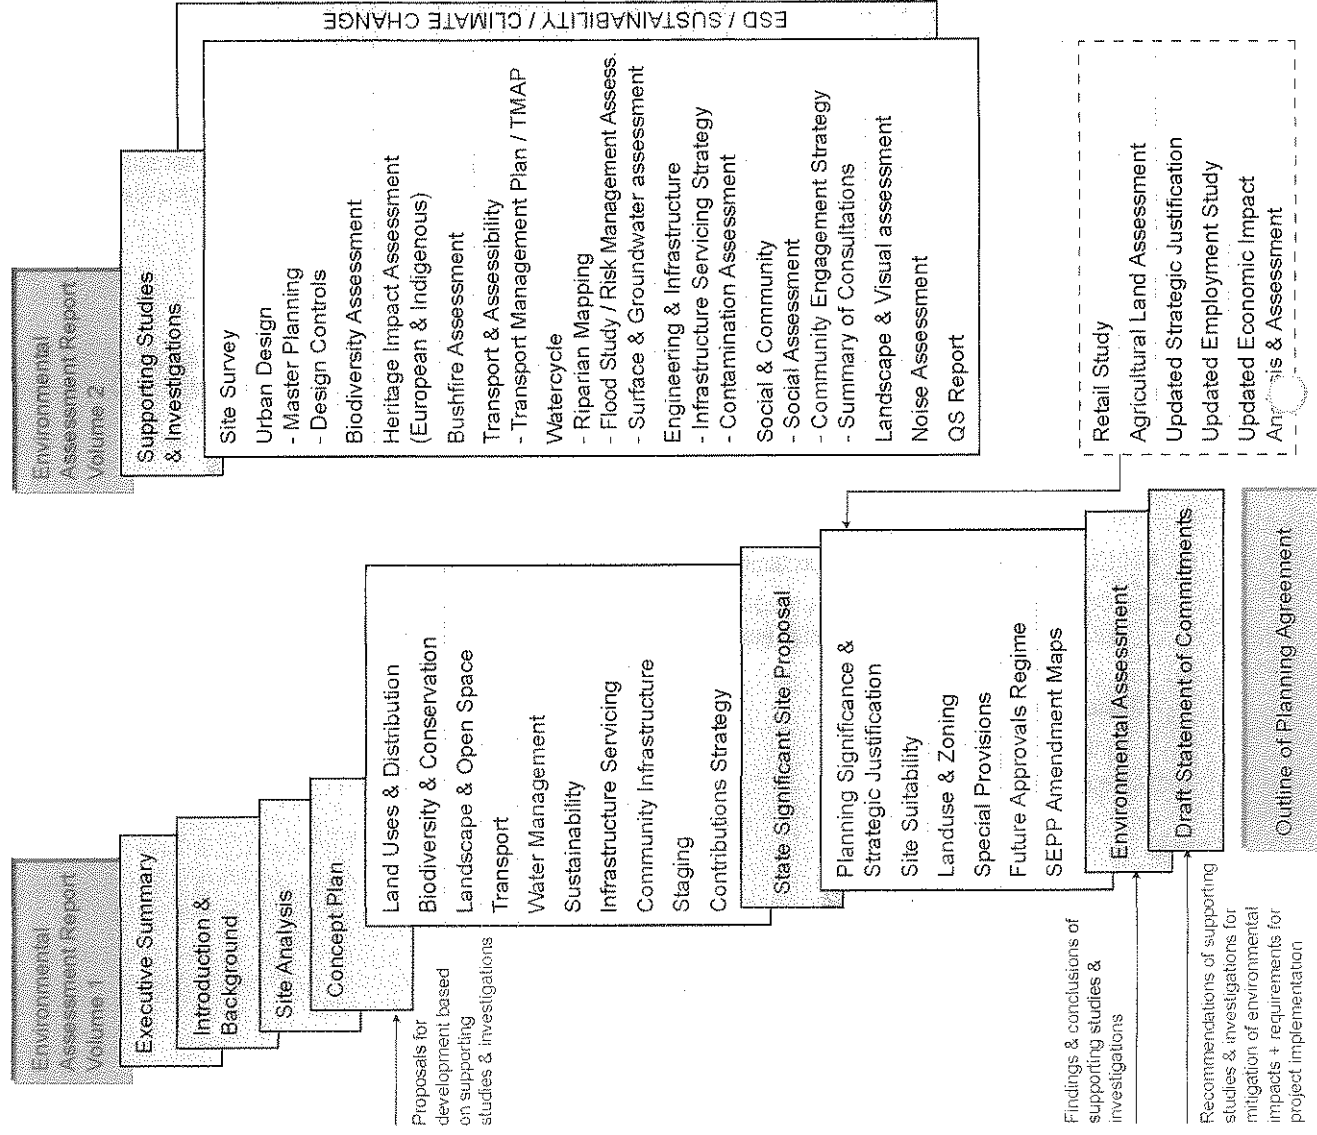 Environmental
Assessment Report
Volume 1
Executive Summary
Introduction &
Background
Site Analysis
Concept Plan
Proposals for
development based
on supporting
studies & investigations
Land Uses & Distribution
Biodiversity & Conservation
Landscape & Open Space
Transport
Water Management
Sustainability
Infrastructure Servicing
Community Infrastructure
Staging
Contributions Strategy
State Significant Site Proposal
Planning Significance &
Strategic Justification
Site Suitability
Landuse & Zoning
Special Provisions
Future Approvals Regime
SEPP Amendment Maps
Findings & conclusions of
supporting studies &
investigations
Environmental Assessment
Recommendations of supporting
studies & investigations for
mitigation of environmental
impacts + requirements for
project implementation
Draft Statement of Commitments
Outline of Planning Agreement
Environmental
Assessment Report
Volume 2
Supporting Studies
& Investigations
ESD / SUSTAINABILITY / CLIMATE CHANGE
Site Survey
Urban Design
- Master Planning
- Design Controls
Biodiversity Assessment
Heritage Impact Assessment
(European & Indigenous)
Bushfire Assessment
Transport & Assessibility
- Transport Management Plan / TMAP
Watercycle
- Riparian Mapping
- Flood Study / Risk Management Assess.
- Surface & Groundwater assessment
Engineering & Infrastructure
- Infrastructure Servicing Strategy
- Contamination Assessment
Social & Community
- Social Assessment
- Community Engagement Strategy
- Summary of Consultations
Landscape & Visual assessment
Noise Assessment
QS Report
Retail Study
Agricultural Land Assessment
Updated Strategic Justification
Updated Employment Study
Updated Economic Impact
& Assessment